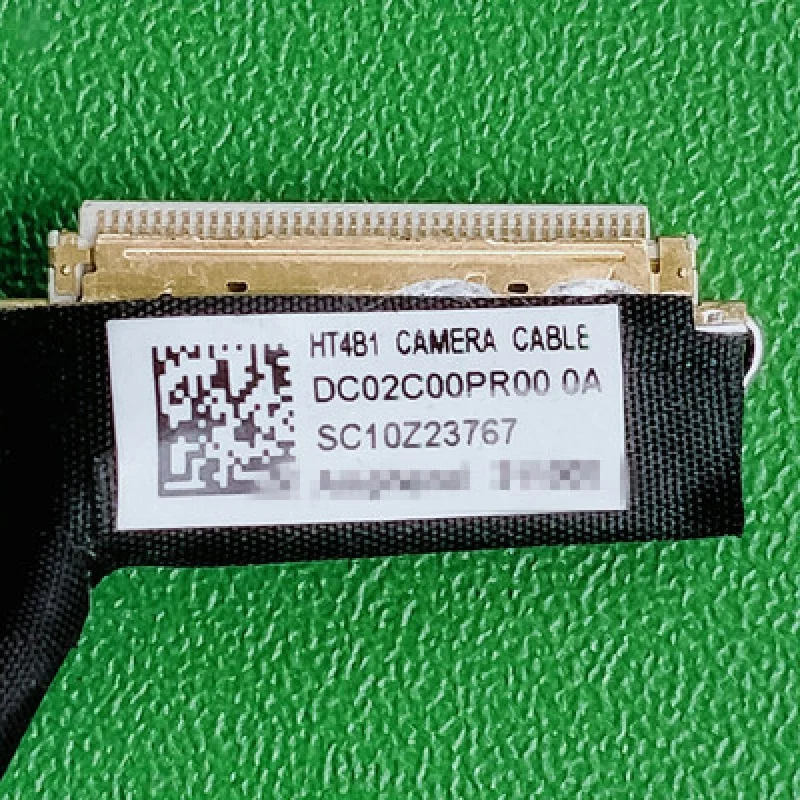 HT4B1 CAMERA CABLE
DC02C00PR00 0A
SC10Z23767